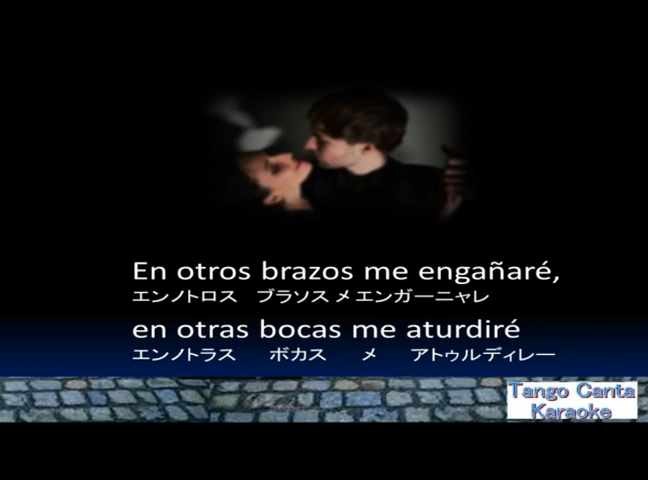 En otros brazos me engañaré,
エンノトロス ブラソス メ エンガーニャレ
en otras bocas me aturdiré
エンノトラス ボカス メ アトゥルディレー
Tango Canta
Karaoke